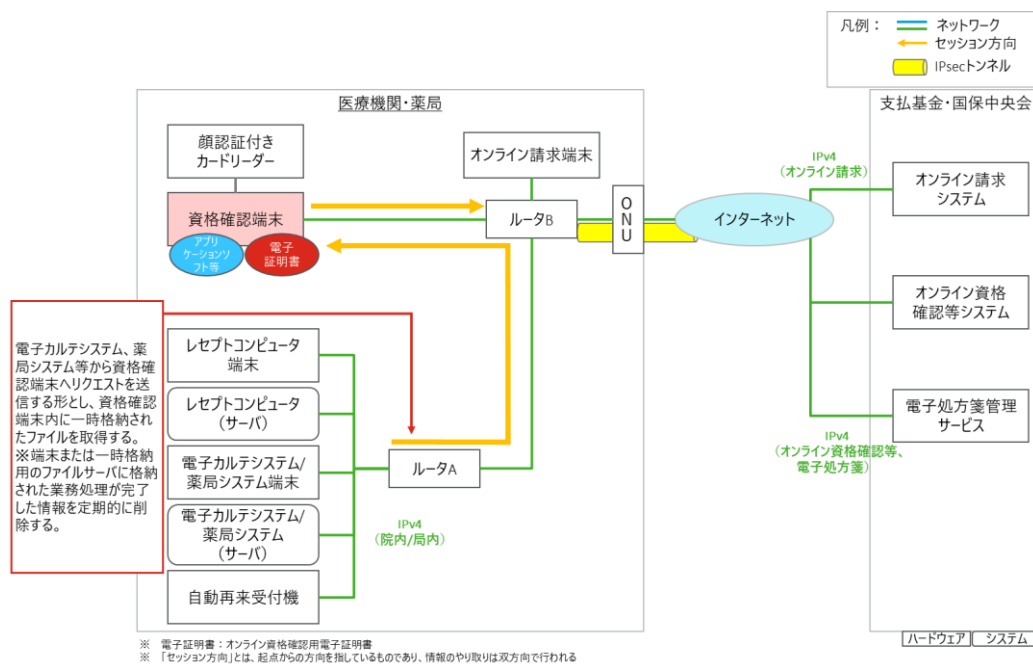 凡例：
ネットワーク
セッション方向
IPsecトンネル
医療機関・薬局
支払基金・国保中央会
顔認証付き
カードリーダー
オンライン請求端末
資格確認端末
アプリ
ケーションソ
フト等
電子
証明書
ルータB
ONU
インターネット
IPv4
（オンライン請求）
オンライン請求
システム
オンライン資格
確認等システム
電子処方箋管理
サービス
IPv4
（オンライン資格確認等、
電子処方箋）
電子カルテシステム、薬
局システム等から資格確
認端末へリクエストを送
信する形とし、資格確認
端末内に一時格納され
たファイルを取得する。
※端末または一時格納
用のファイルサーバに格納
された業務処理が完了
した情報を定期的に削
除する。
レセプトコンピュータ
端末
レセプトコンピュータ
（サーバ）
電子カルテシステム/
薬局システム端末
電子カルテシステム/
薬局システム
（サーバ）
自動再来受付機
ルータA
IPv4
（院内/局内）
ハードウェア
システム
※ 電子証明書：オンライン資格確認用電子証明書
※ 「セッション方向」とは、起点からの方向を指しているものであり、情報のやり取りは双方向で行われる